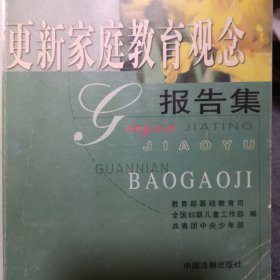 更新家庭教育观念
报告集
JIATING
JIAOYU
GUANNIAN
BAOGAOJI
教育部基础教育司
全国妇联儿童工作部 编
共青团中央少年部
中国法制出版社